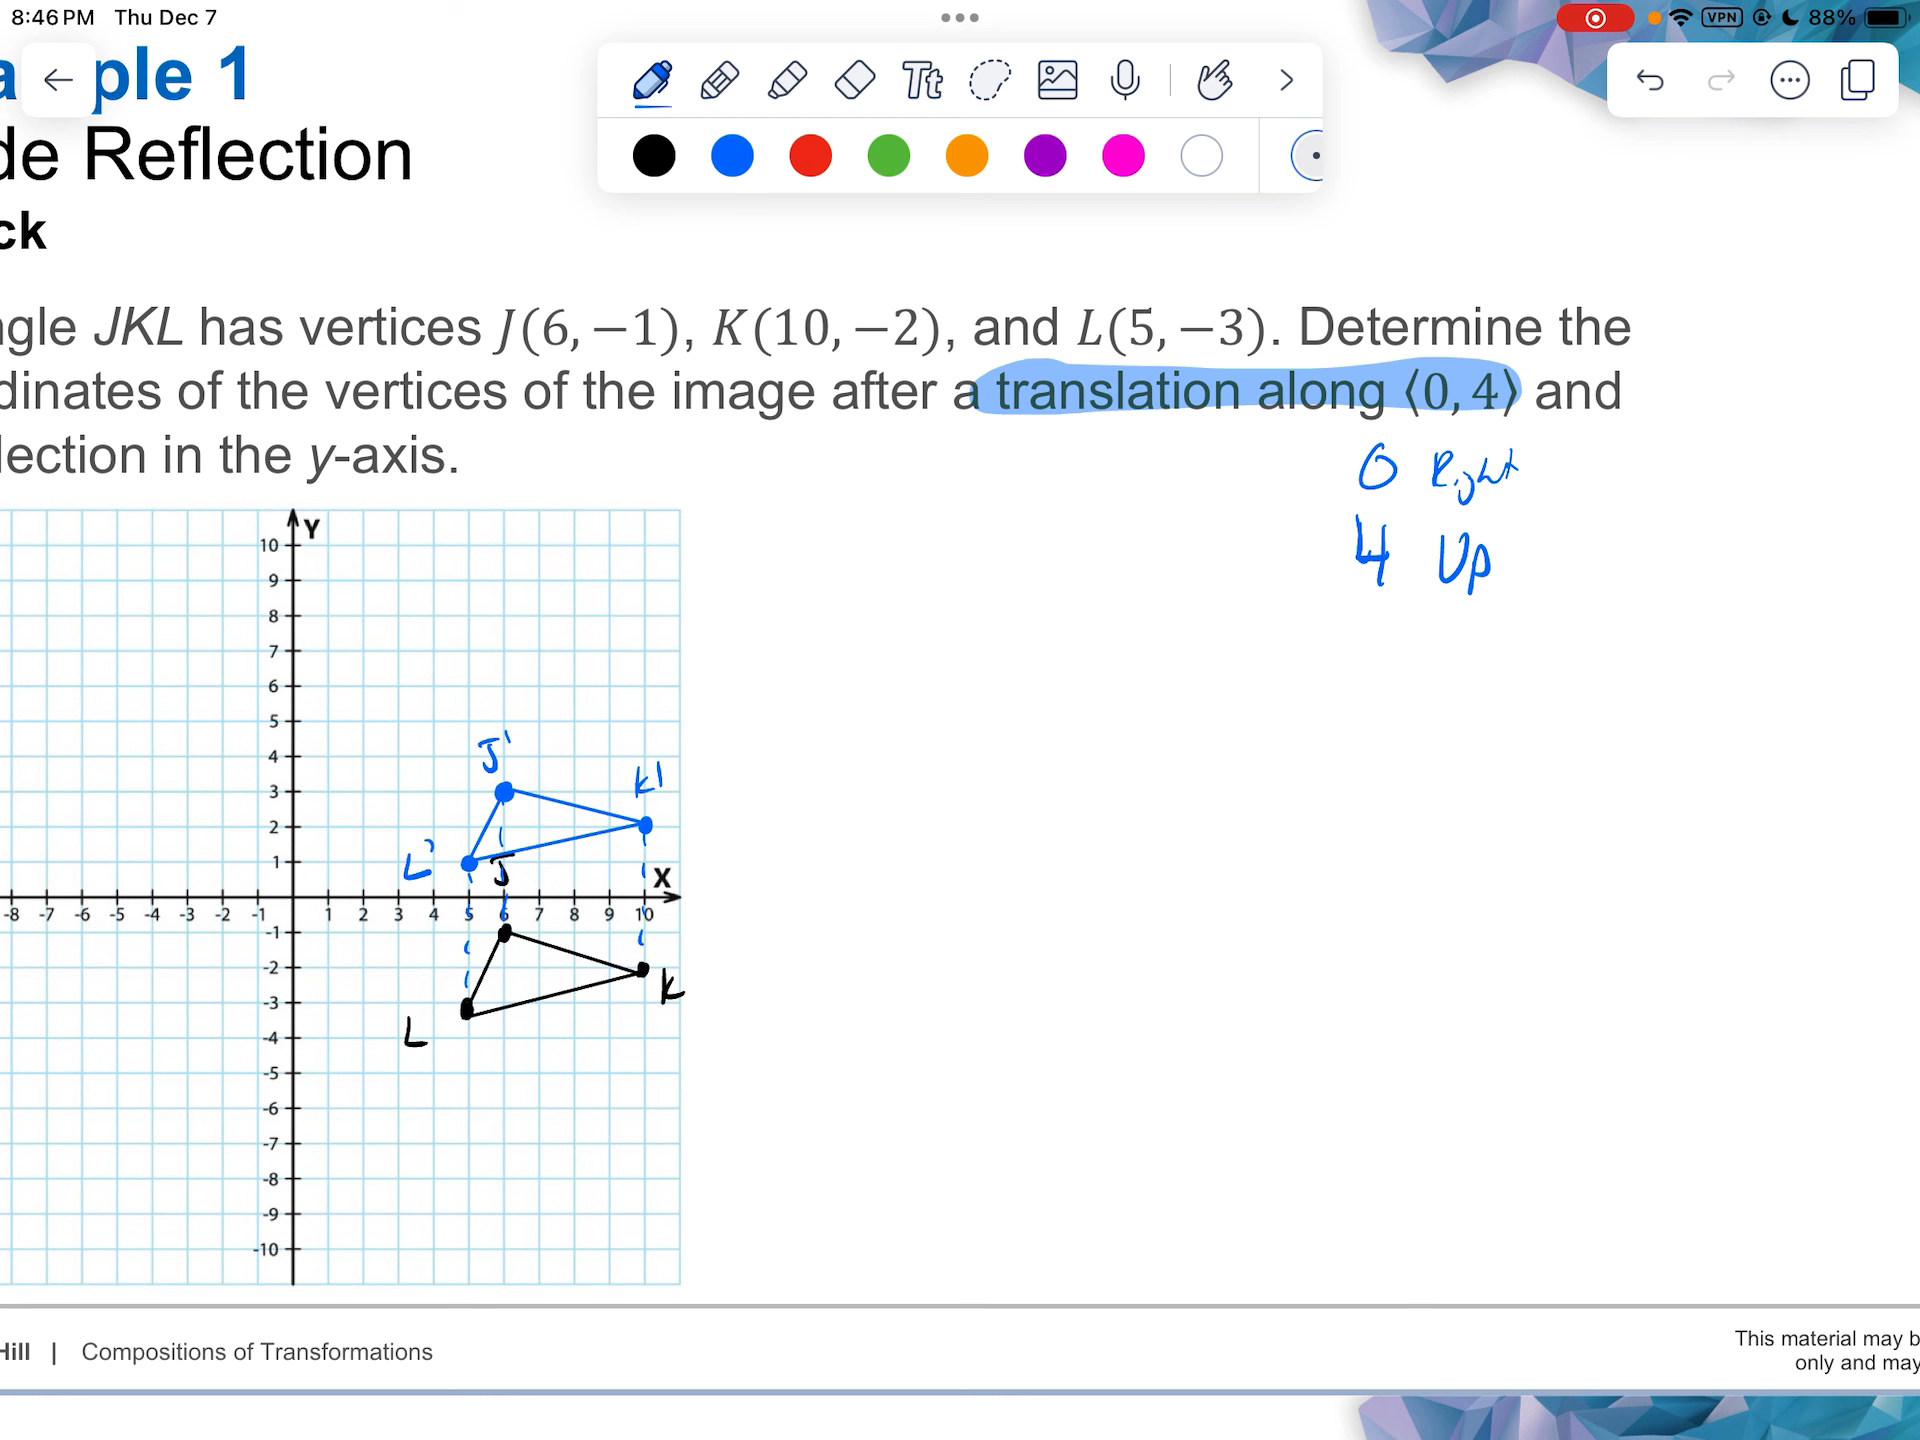 8:46 PM Thu Dec 7
VPN 88%
a ple 1
Tt
de Reflection
ck
ngle JKL has vertices J(6, −1), K(10, −2), and L(5, −3). Determine the
dinates of the vertices of the image after a translation along ⟨0, 4⟩ and
lection in the y-axis.
0 Right
4 Up
Y
10
9
8
7
6
5
4
3
2
1
J'
K'
L'
J
X
-8 -7 -6 -5 -4 -3 -2 -1 1 2 3 4 5 6 7 8 9 10
-1
-2
-3
-4
-5
-6
-7
-8
-9
-10
K
L
Hill | Compositions of Transformations
This material may b
only and may